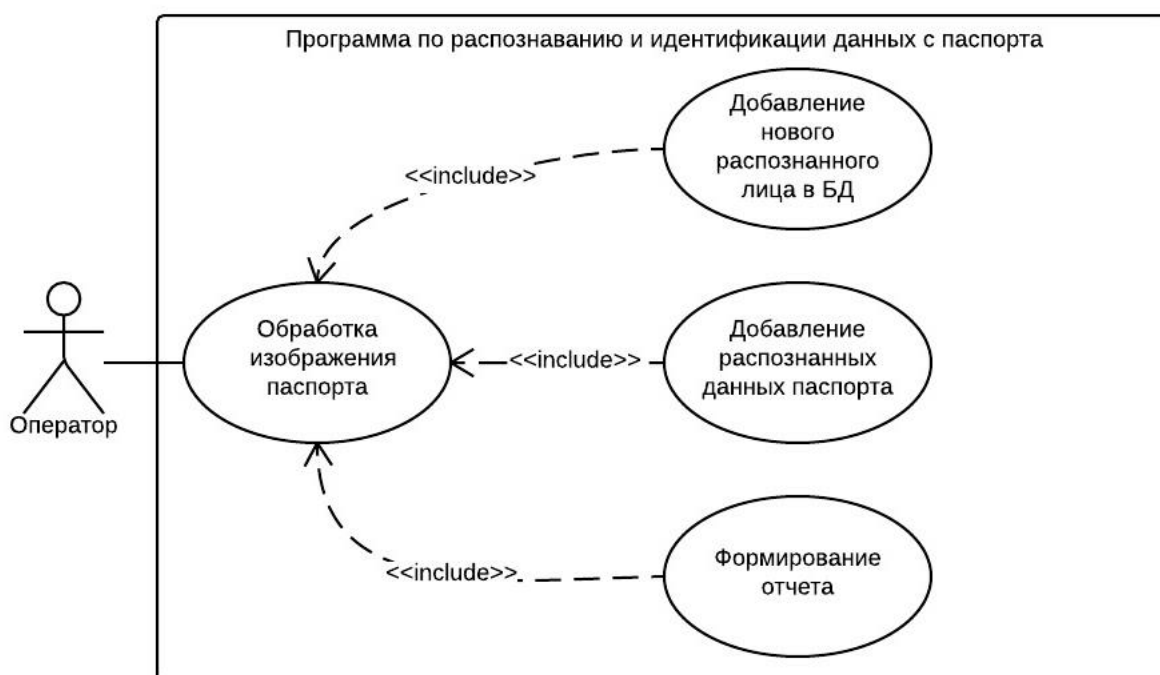 Программа по распознаванию и идентификации данных с паспорта
Добавление
нового
распознанного
лица в БД
<<include>>
Обработка
изображения
паспорта
<<include>>
Добавление
распознанных
данных паспорта
Оператор
<<include>>
Формирование
отчета